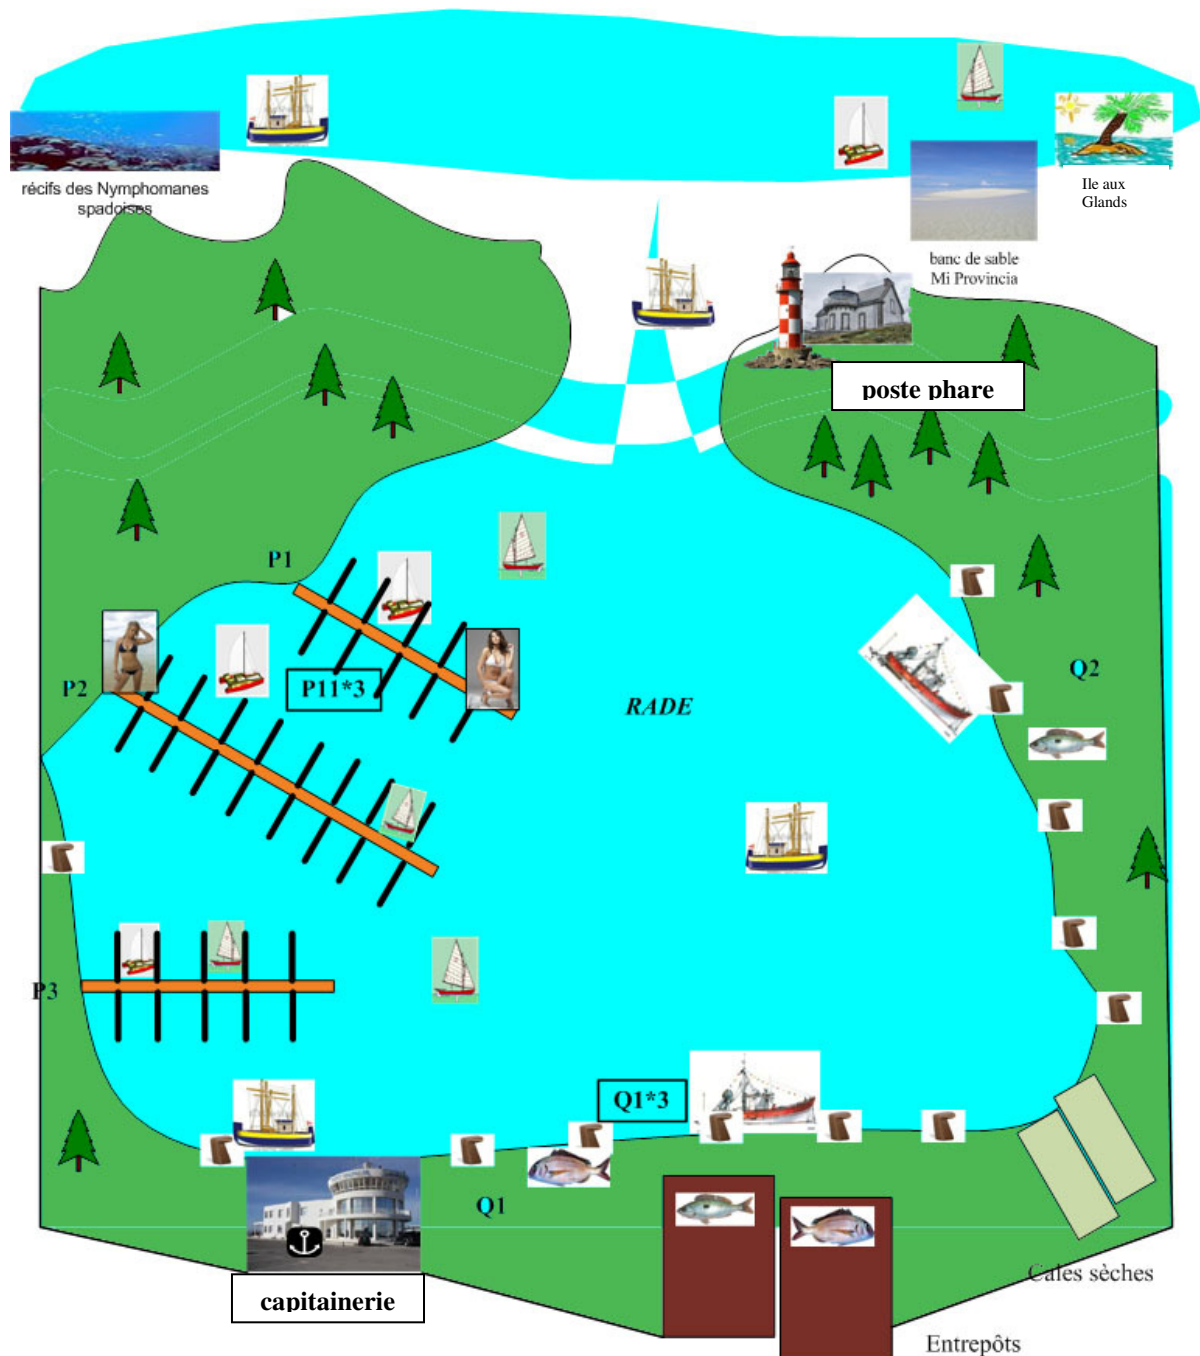 récifs des Nymphomanes
spadoises
Ile aux
Glands
banc de sable
Mi Provincia
poste phare
P1
P2
P11*3
RADE
Q2
P3
Q1*3
Q1
capitainerie
Cales sèches
Entrepôts